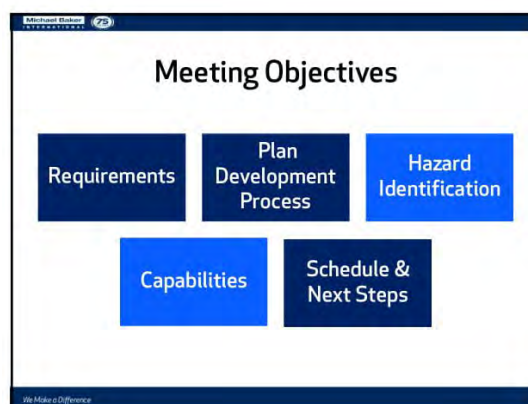 Michael Baker
INTERNATIONAL
75
Meeting Objectives
Requirements
Plan
Development
Process
Hazard
Identification
Capabilities
Schedule &
Next Steps
We Make a Difference